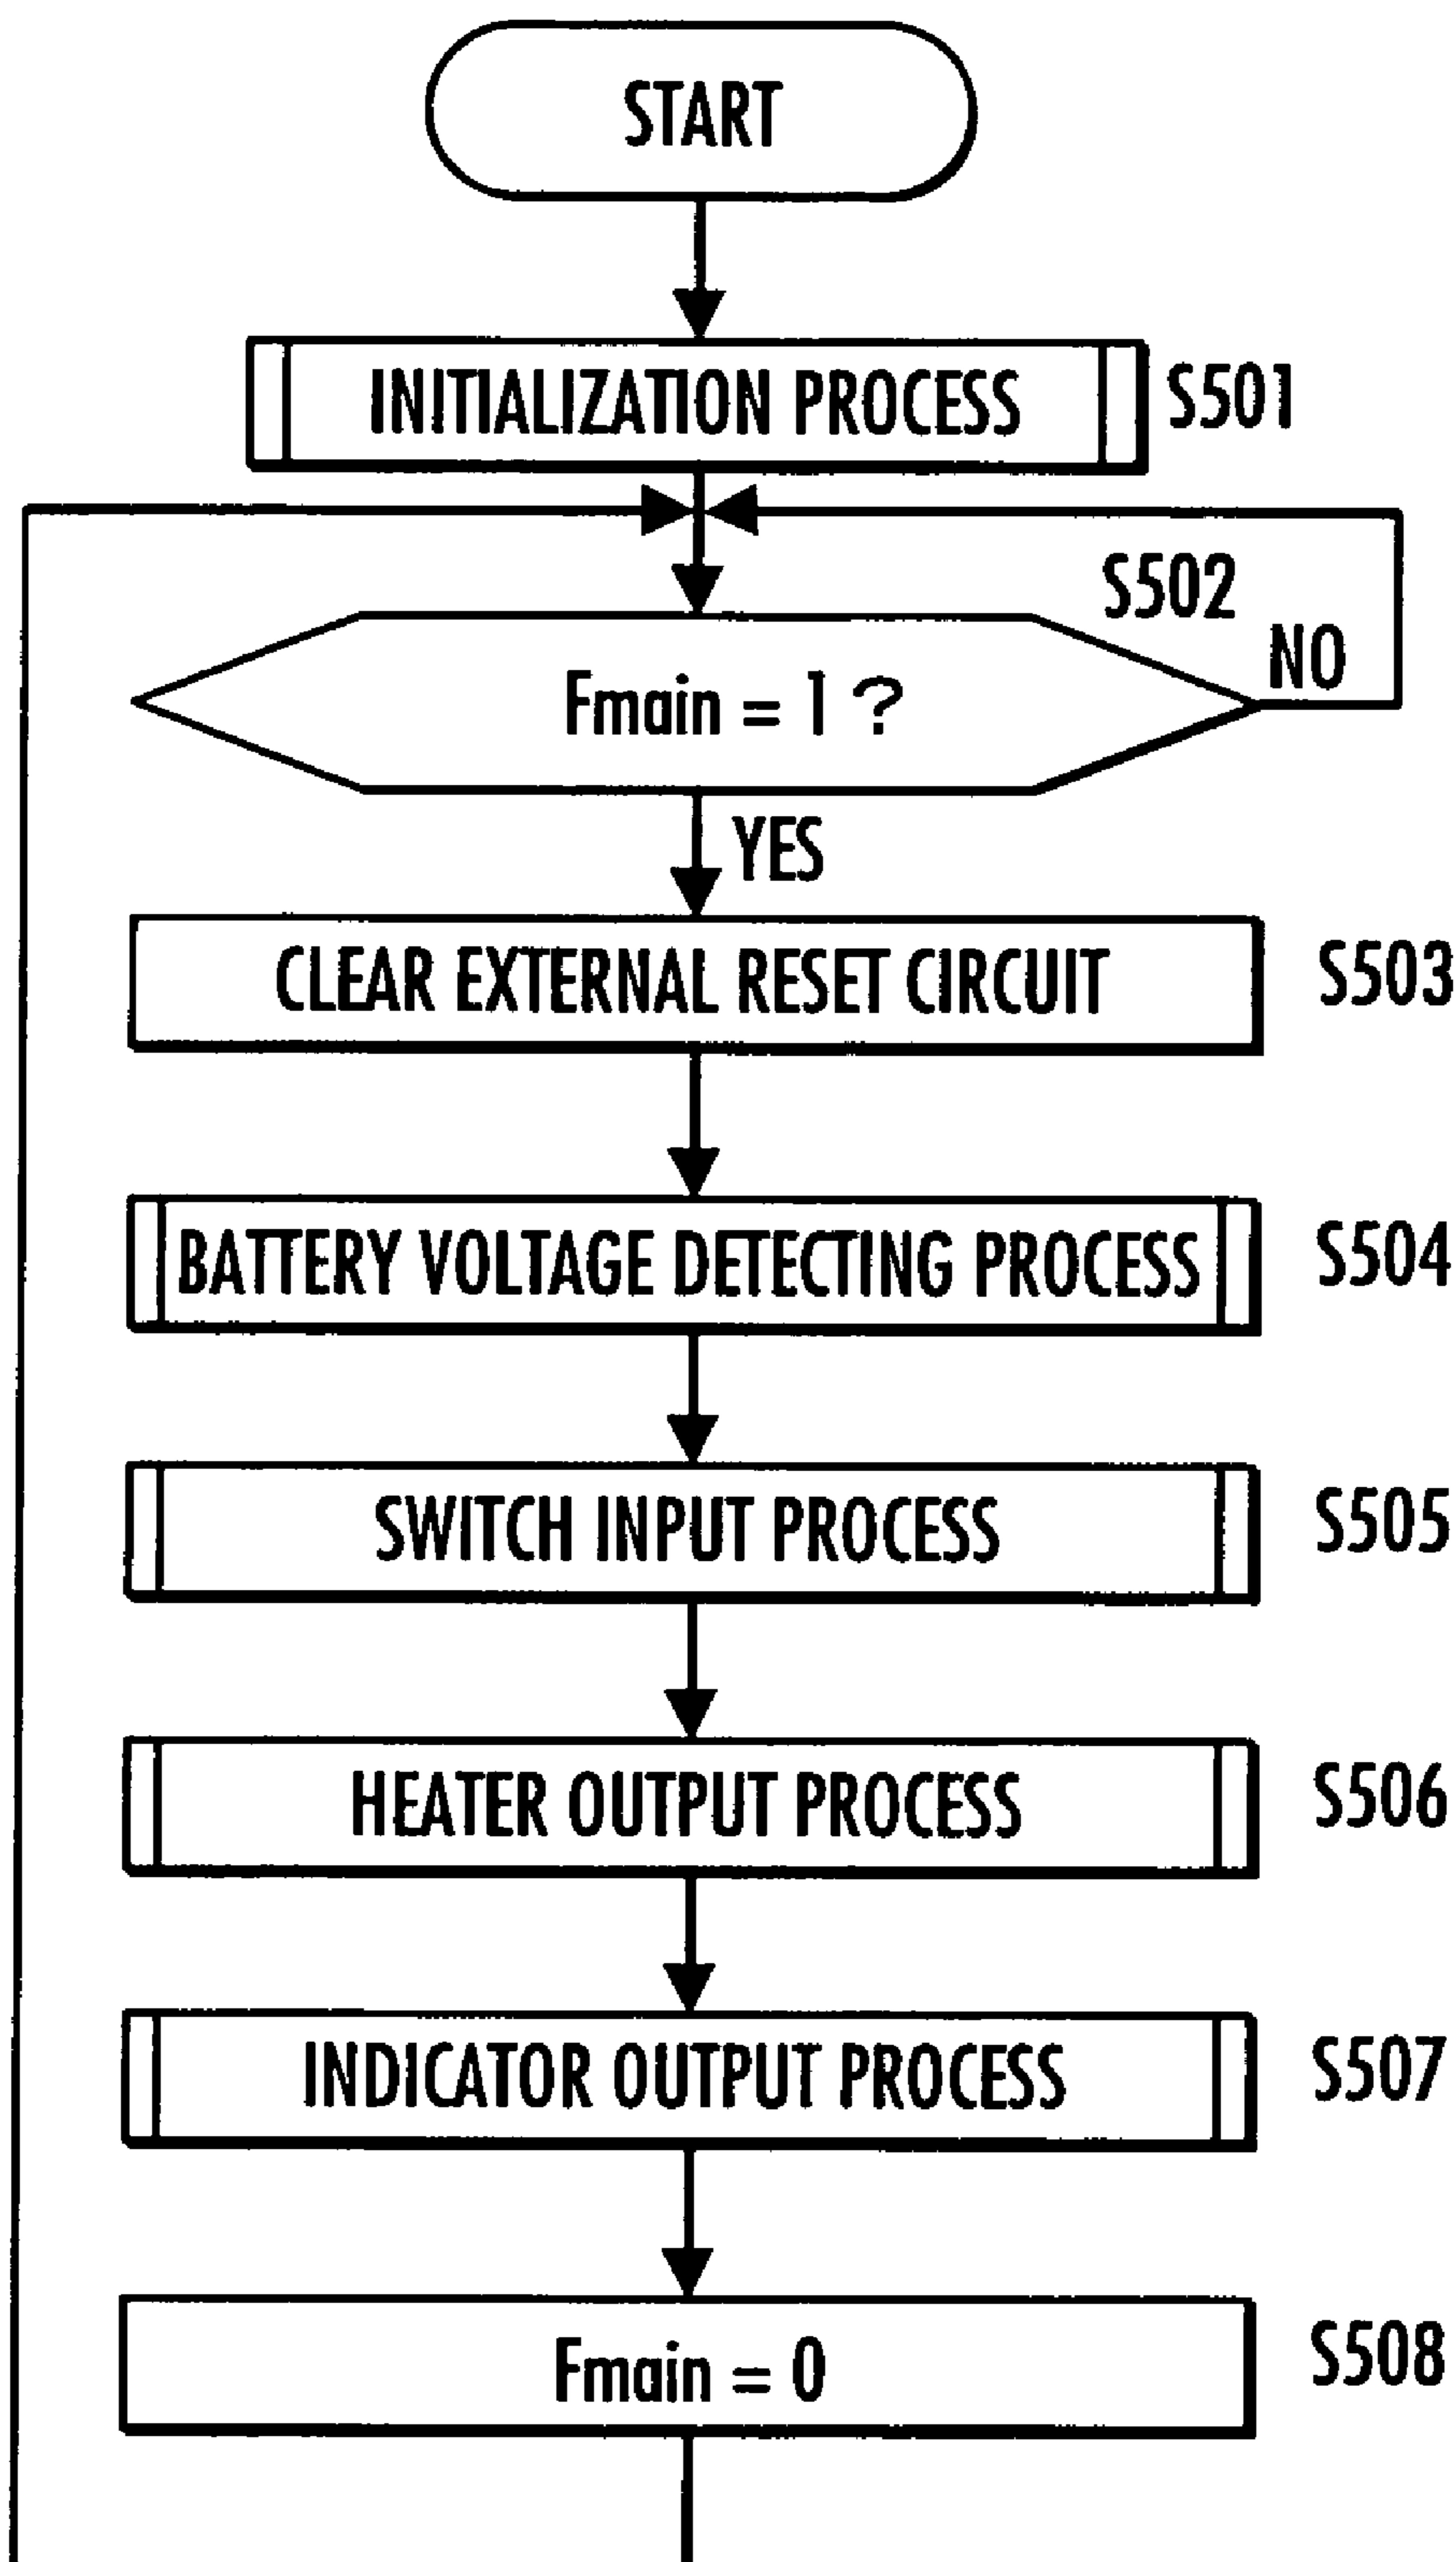 START
INITIALIZATION PROCESS S501
S502
NO
Fmain = 1 ?
YES
CLEAR EXTERNAL RESET CIRCUIT S503
BATTERY VOLTAGE DETECTING PROCESS S504
SWITCH INPUT PROCESS S505
HEATER OUTPUT PROCESS S506
INDICATOR OUTPUT PROCESS S507
Fmain = 0 S508